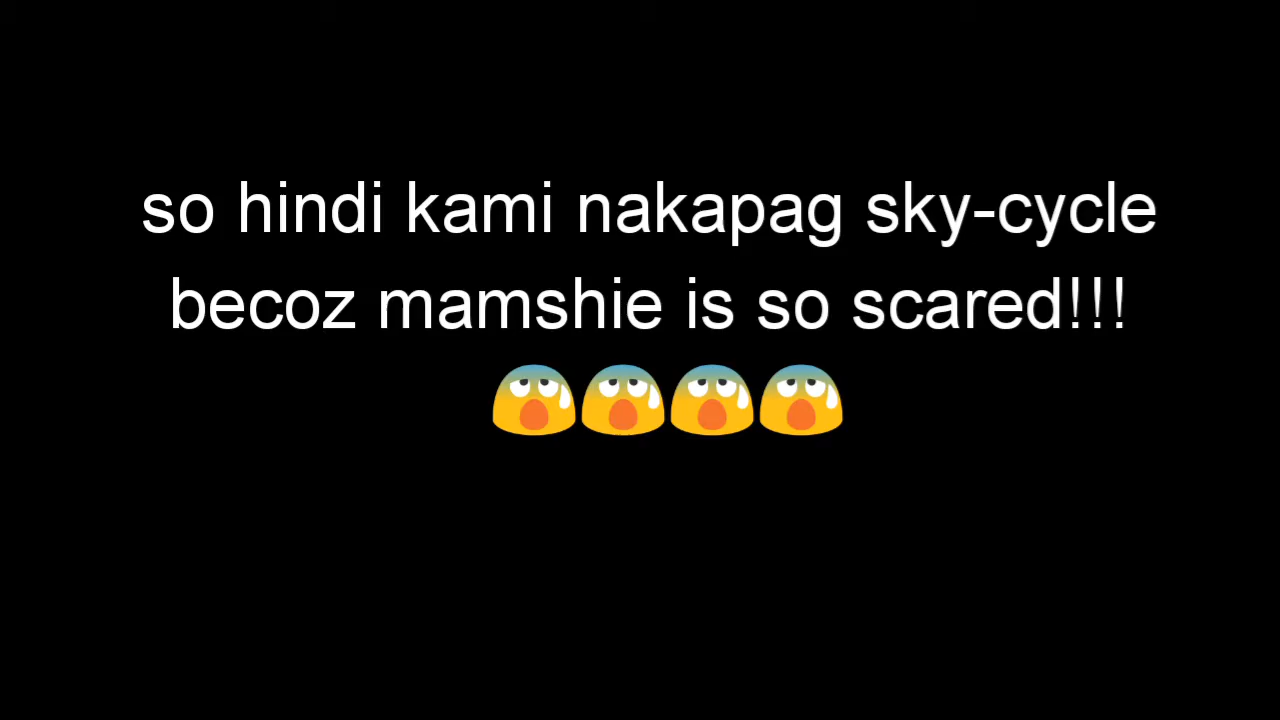 so hindi kami nakapag sky-cycle
becoz mamshie is so scared!!!
😰😰😰😰